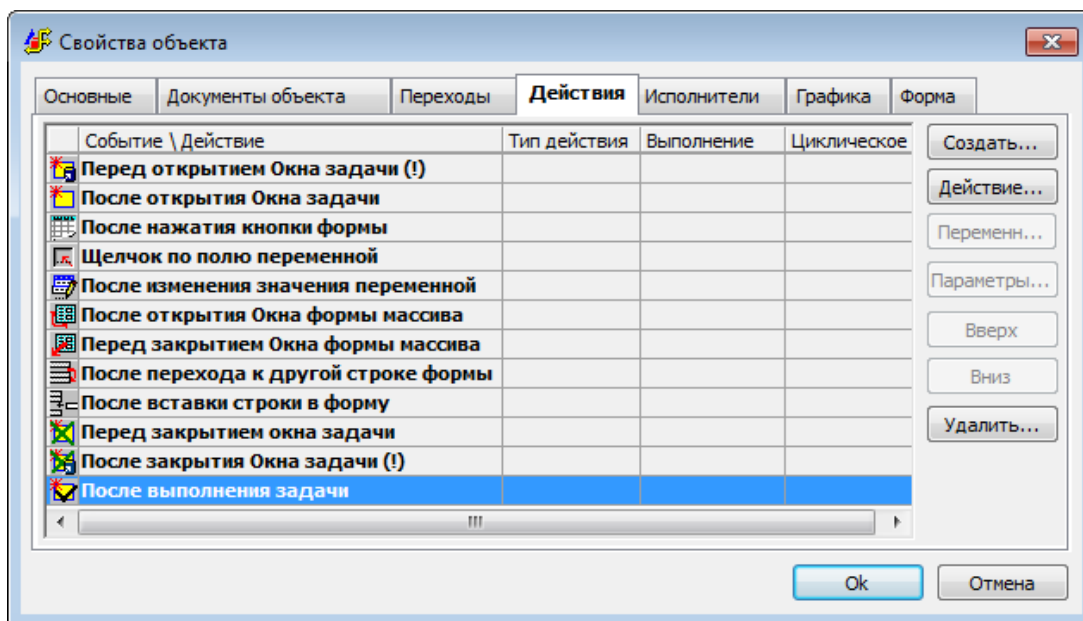 Свойства объекта
Основные Документы объекта Переходы Действия Исполнители Графика Форма
Событие \ Действие Тип действия Выполнение Циклическое
Создать...
Перед открытием Окна задачи (!)
После открытия Окна задачи
Действие...
После нажатия кнопки формы
Переменн...
Щелчок по полю переменной
После изменения значения переменной
Параметры...
После открытия Окна формы массива
Вверх
Перед закрытием Окна формы массива
После перехода к другой строке формы
Вниз
После вставки строки в форму
Перед закрытием окна задачи
Удалить...
После закрытия Окна задачи (!)
После выполнения задачи
Ok Отмена